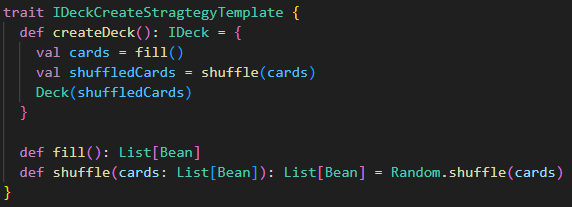 trait IDeckCreateStragtegyTemplate {
  def createDeck(): IDeck = {
    val cards = fill()
    val shuffledCards = shuffle(cards)
    Deck(shuffledCards)
  }

  def fill(): List[Bean]
  def shuffle(cards: List[Bean]): List[Bean] = Random.shuffle(cards)
}